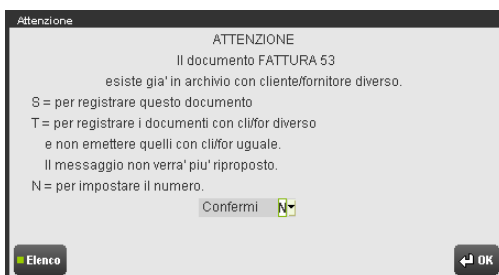 Attenzione
ATTENZIONE
Il documento FATTURA 53
esiste gia' in archivio con cliente/fornitore diverso.
S = per registrare questo documento
T = per registrare i documenti con cli/for diverso
e non emettere quelli con cli/for uguale.
Il messaggio non verra' piu' riproposto.
N = per impostare il numero.
Confermi N
Elenco OK